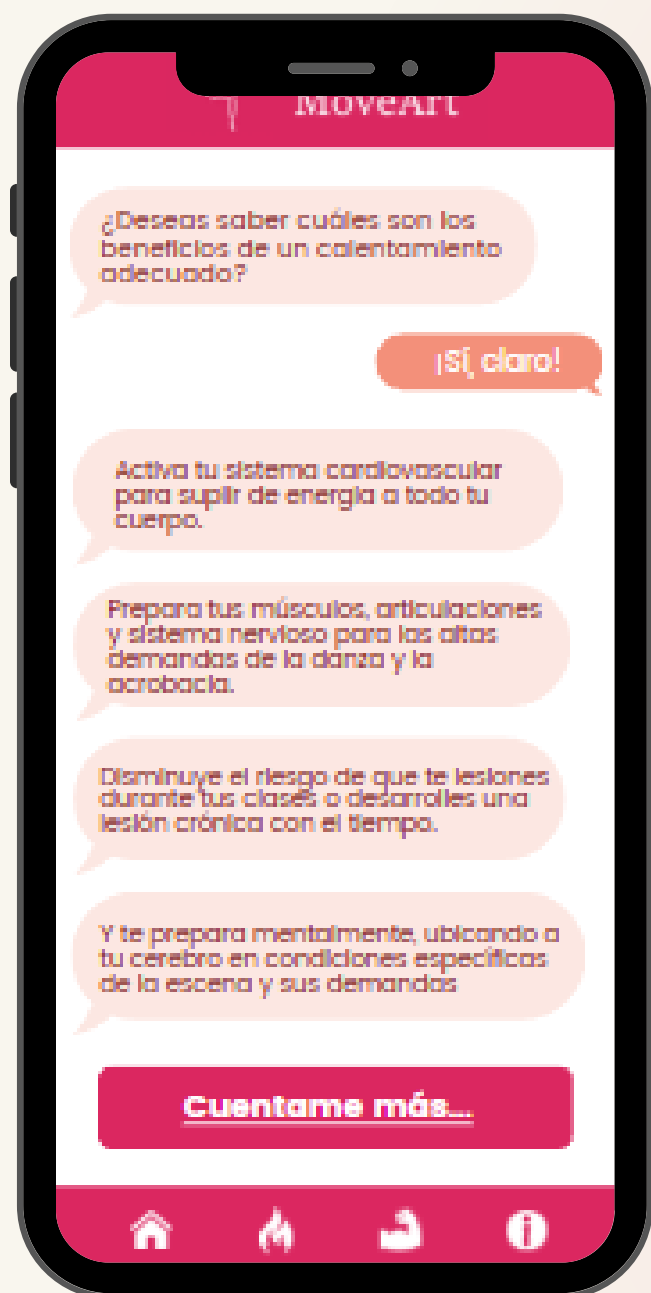 MoveArt
¿Deseas saber cuáles son los
beneficios de un calentamiento
adecuado?
¡Sí, claro!
Activa tu sistema cardiovascular
para suplir de energía a todo tu
cuerpo.
Prepara tus músculos, articulaciones
y sistema nervioso para las altas
demandas de la danza y la
acrobacia.
Disminuye el riesgo de que te lesiones
durante tus clases o desarrolles una
lesión crónica con el tiempo.
Y te prepara mentalmente, ubicando a
tu cerebro en condiciones específicas
de la escena y sus demandas
Cuentame más...